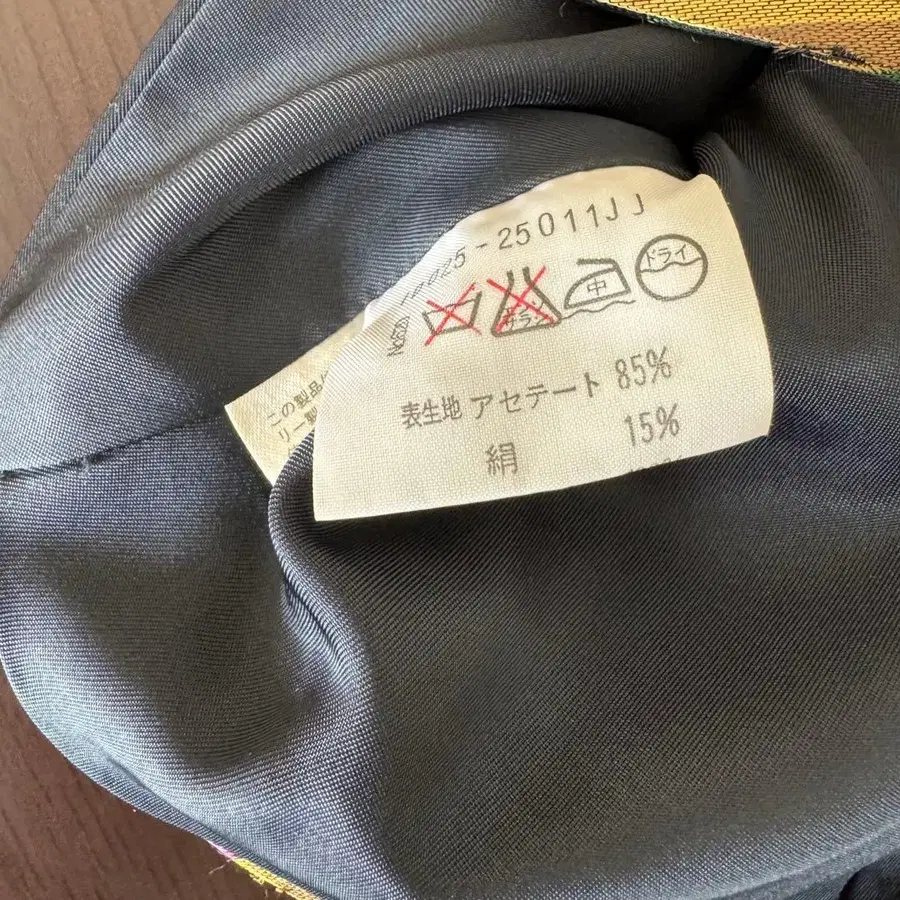 25-25011JJ
中
ドライ
表生地 アセテート 85%
絹 15%
この製品
リー製